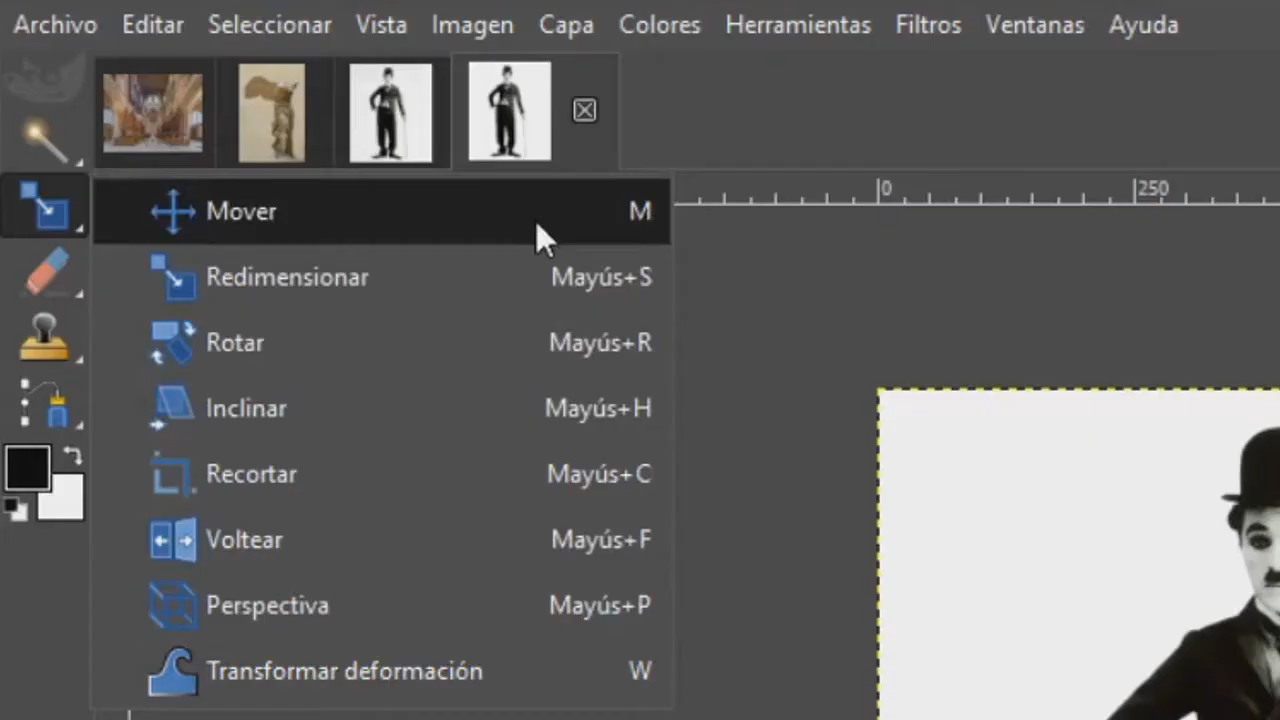 Archivo Editar Seleccionar Vista Imagen Capa Colores Herramientas Filtros Ventanas Ayuda
0 250
Mover M
Redimensionar Mayús+S
Rotar Mayús+R
Inclinar Mayús+H
Recortar Mayús+C
Voltear Mayús+F
Perspectiva Mayús+P
Transformar deformación W